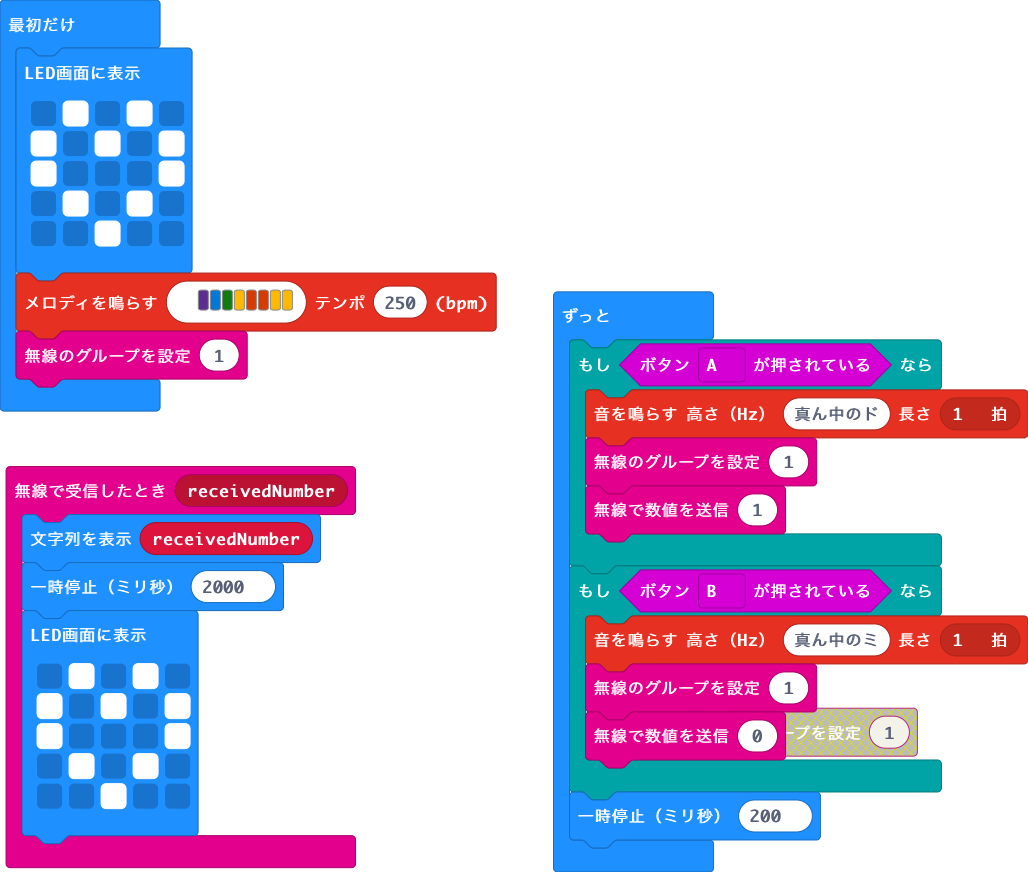 最初だけ
LED画面に表示
メロディを鳴らす テンポ 250 (bpm)
無線のグループを設定 1
無線で受信したとき receivedNumber
文字列を表示 receivedNumber
一時停止（ミリ秒） 2000
LED画面に表示
ずっと
もし ボタン A が押されている なら
音を鳴らす 高さ（Hz） 真ん中のド 長さ 1 拍
無線のグループを設定 1
無線で数値を送信 1
もし ボタン B が押されている なら
音を鳴らす 高さ（Hz） 真ん中のミ 長さ 1 拍
無線のグループを設定 1
無線で数値を送信 0
ープを設定 1
一時停止（ミリ秒） 200